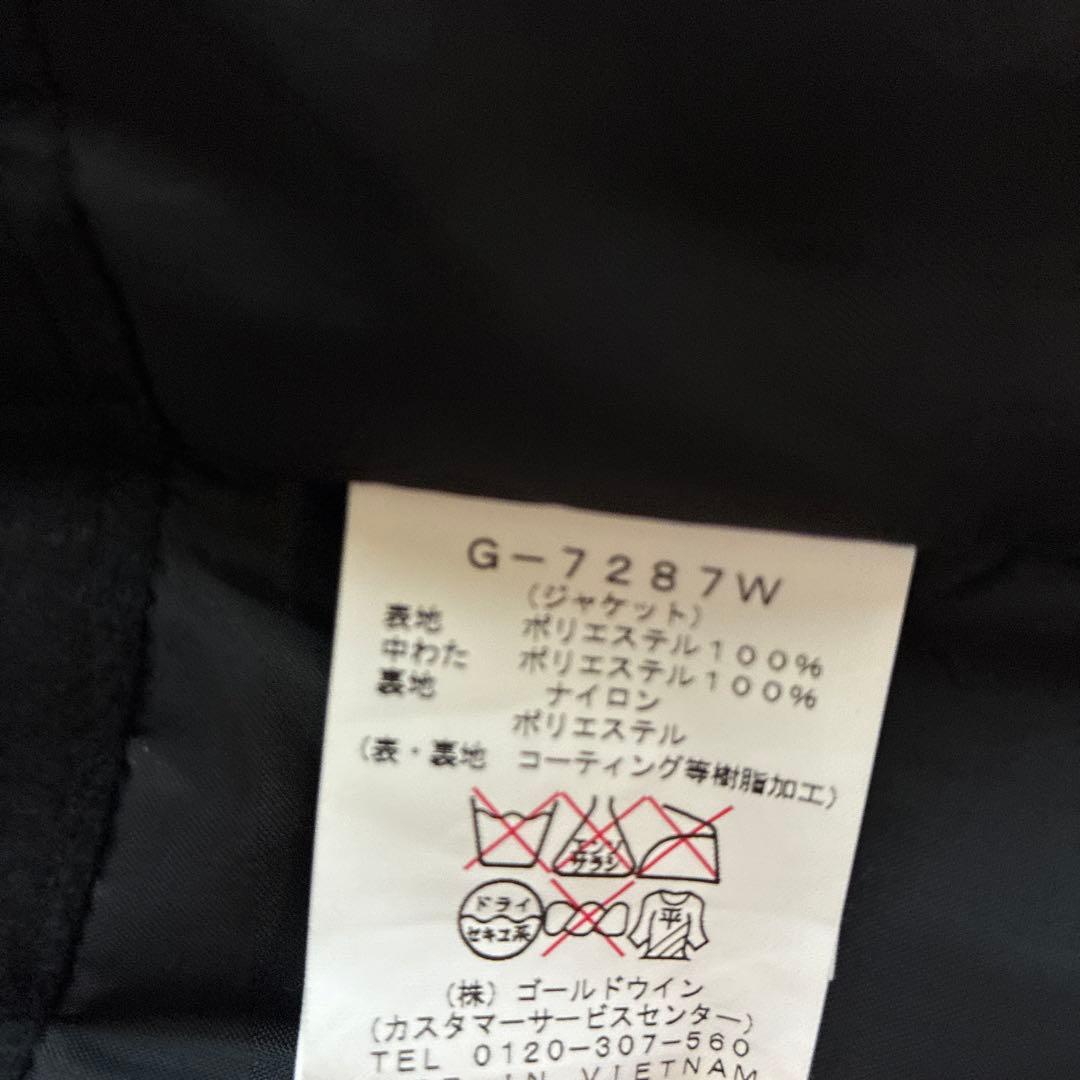 G－7287W
（ジャケット）
表地 ポリエステル100％
中わた ポリエステル100％
裏地 ナイロン
ポリエステル
（表・裏地 コーティング等樹脂加工）
エンソ
サラシ
ドライ
セキユ系
平
（株）ゴールドウイン
（カスタマーサービスセンター）
TEL 0120－307－560
IN VIETNAM